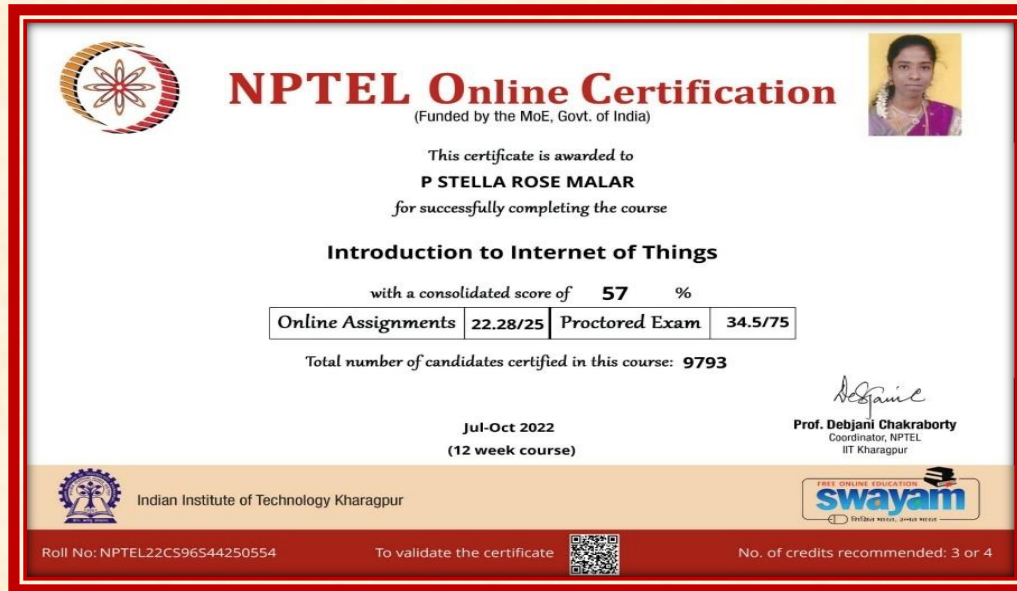 NPTEL Online Certification
(Funded by the MoE, Govt. of India)
This certificate is awarded to
P STELLA ROSE MALAR
for successfully completing the course
Introduction to Internet of Things
with a consolidated score of 57 %
Online Assignments 22.28/25 Proctored Exam 34.5/75
Total number of candidates certified in this course: 9793
Jul-Oct 2022
(12 week course)
Prof. Debjani Chakraborty
Coordinator, NPTEL
IIT Kharagpur
Indian Institute of Technology Kharagpur
FREE ONLINE EDUCATION
swayam
शिक्षित भारत, उन्नत भारत
Roll No: NPTEL22CS96S44250554
To validate the certificate
No. of credits recommended: 3 or 4